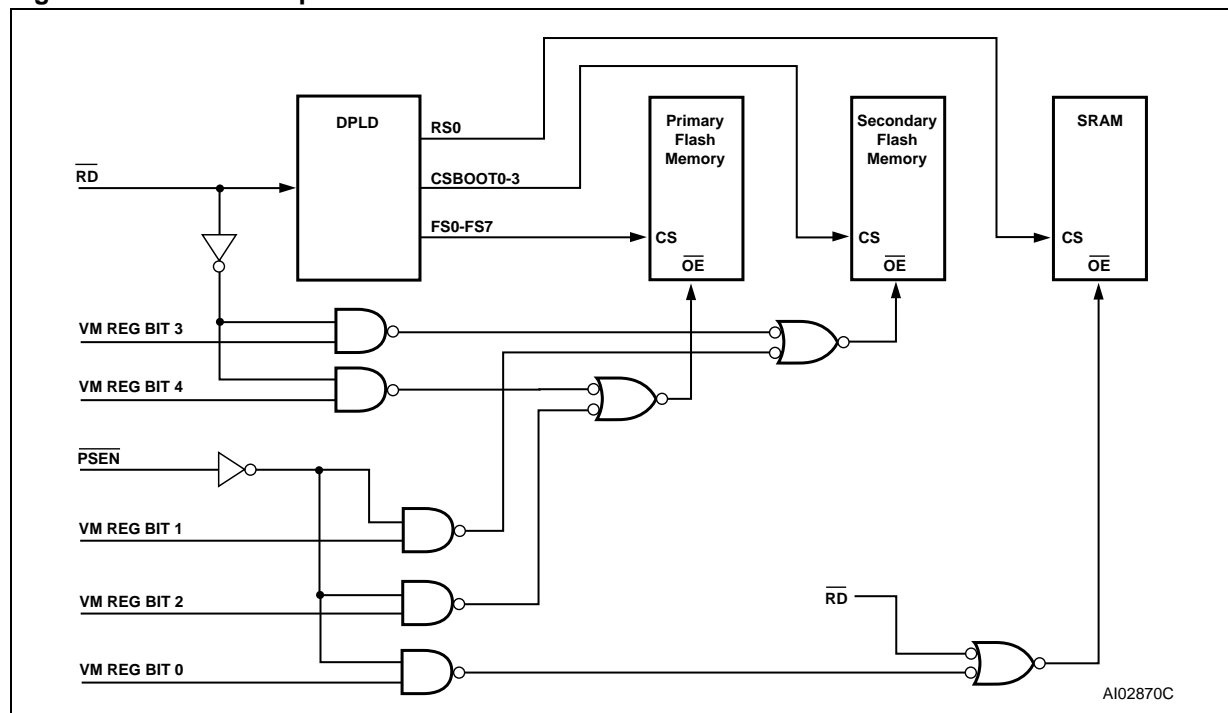 DPLD
RS0
CSBOOT0-3
FS0-FS7
Primary
Flash
Memory
CS
OE
Secondary
Flash
Memory
CS
OE
SRAM
CS
OE
RD
VM REG BIT 3
VM REG BIT 4
PSEN
VM REG BIT 1
VM REG BIT 2
VM REG BIT 0
RD
AI02870C